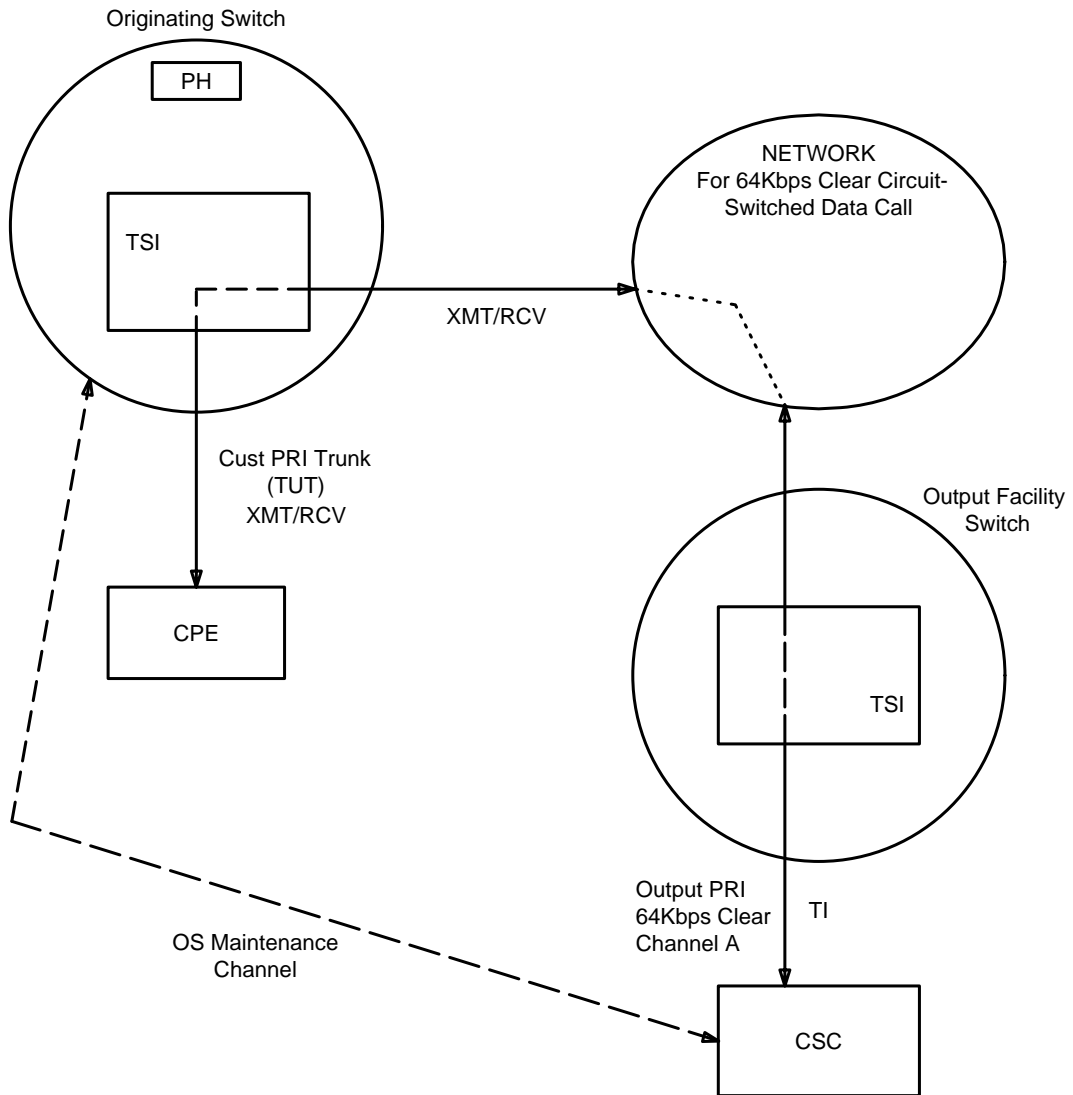 Originating Switch
PH
NETWORK
For 64Kbps Clear Circuit-
Switched Data Call
TSI
XMT/RCV
Cust PRI Trunk
(TUT)
XMT/RCV
Output Facility
Switch
CPE
TSI
Output PRI
64Kbps Clear
Channel A
TI
OS Maintenance
Channel
CSC